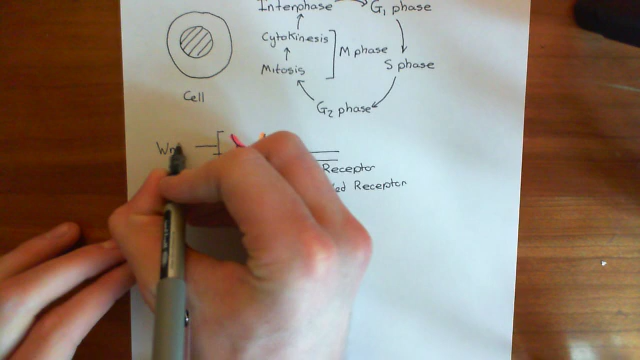 Interphase
G₁ phase
Cytokinesis
M phase
Mitosis
S phase
G₂ phase
Cell
Receptor
Receptor